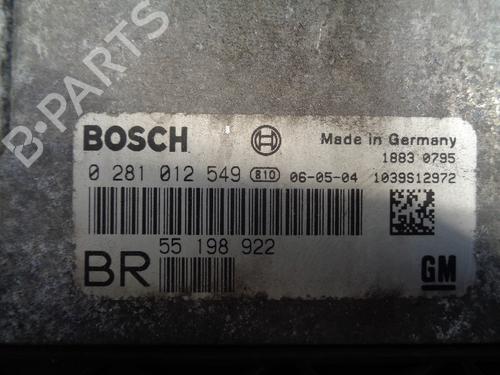 B-PARTS
BOSCH
Made in Germany
1883 0795
0 281 012 549 810 06-05-04 1039S12972
55 198 922
BR
GM